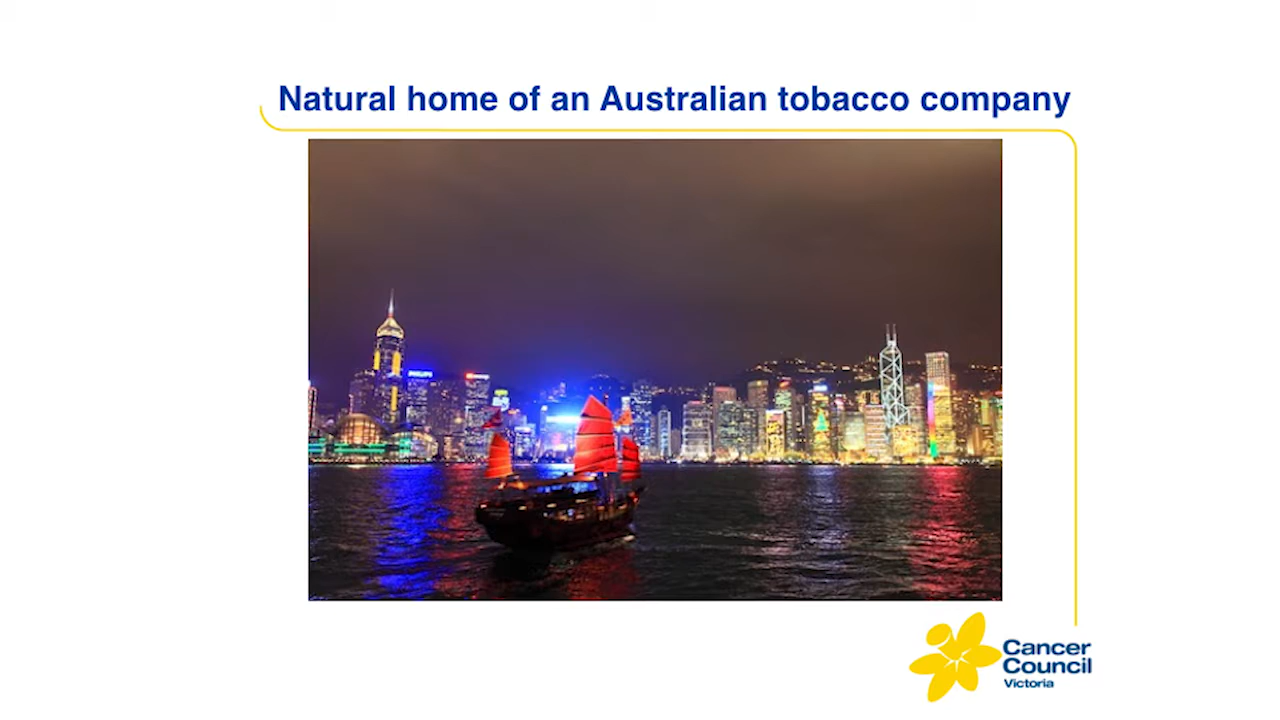 Natural home of an Australian tobacco company
PHILIPS
Cancer
Council
Victoria